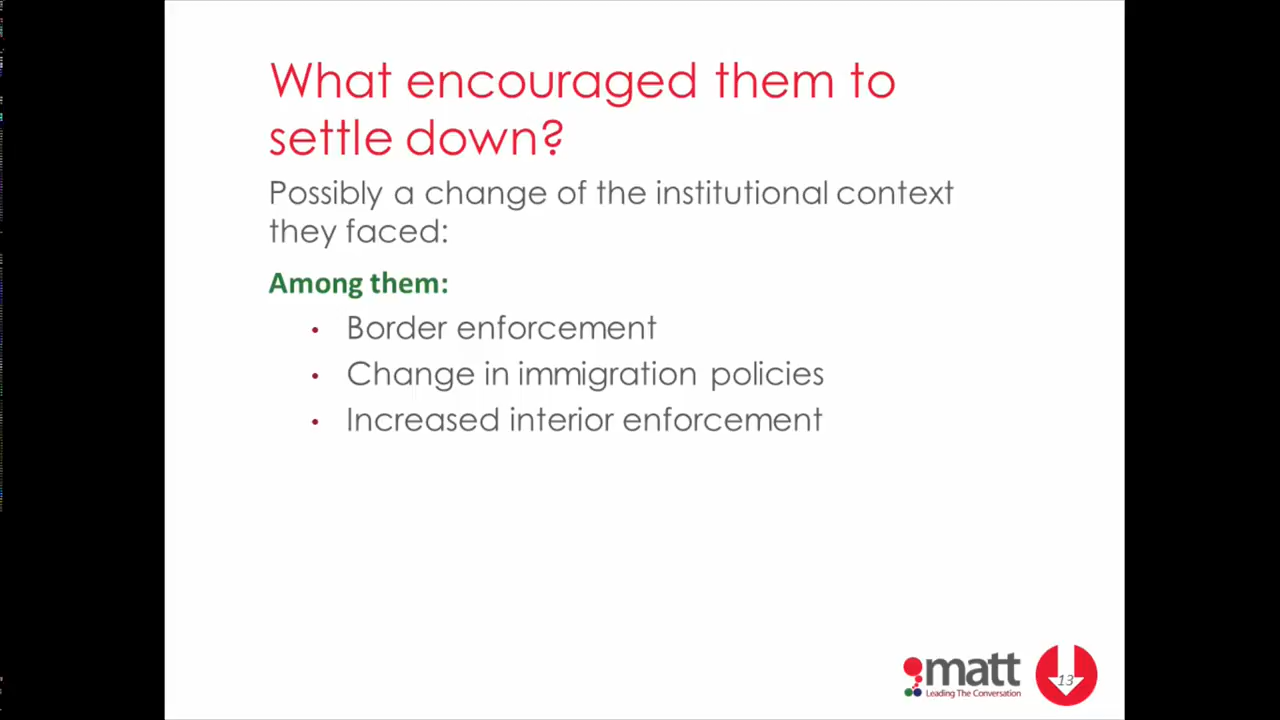 What encouraged them to
settle down?
Possibly a change of the institutional context
they faced:
Among them:
• Border enforcement
• Change in immigration policies
• Increased interior enforcement
matt
Leading The Conversation
13